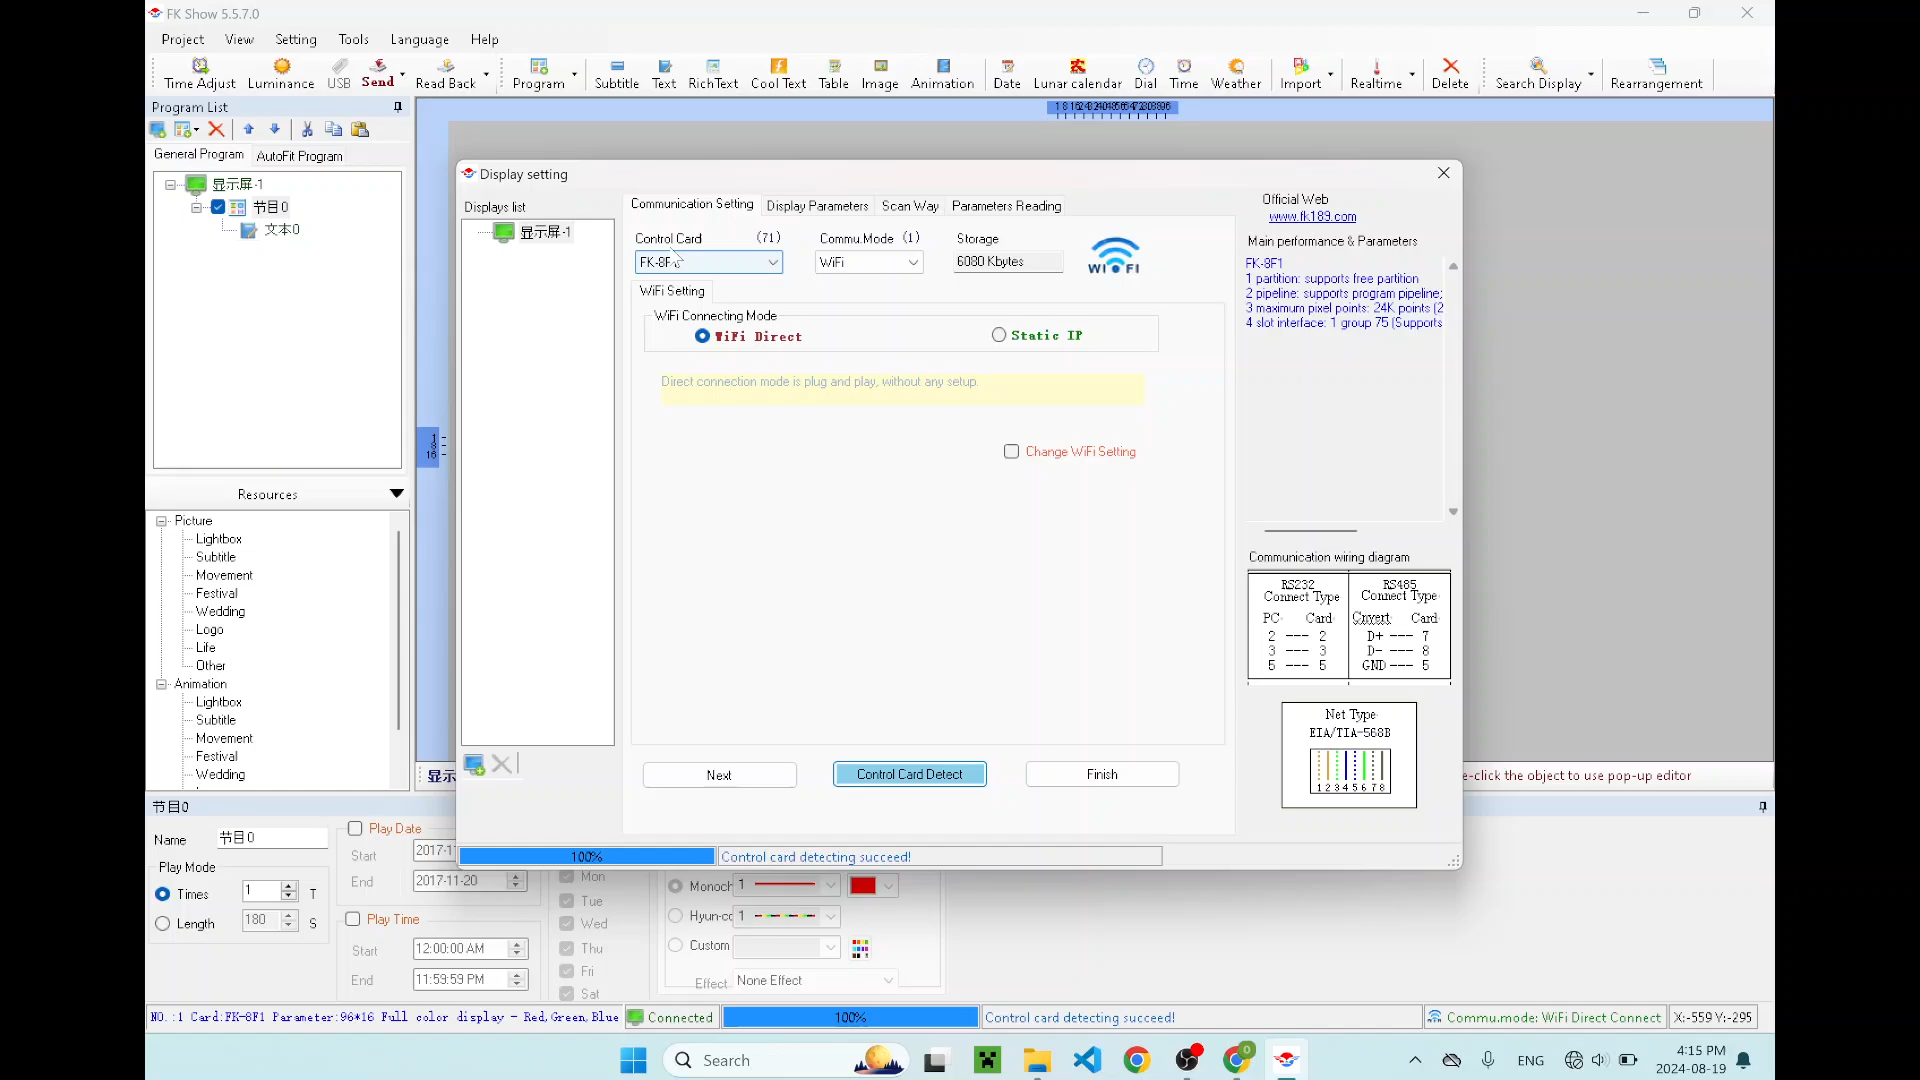 FK Show 5.5.7.0
Project View Setting Tools Language Help
Time Adjust Luminance USB Send Read Back Program Subtitle Text RichText Cool Text Table Image Animation Date Lunar calendar Dial Time Weather Import Realtime Delete Search Display Rearrangement
Program List
General Program AutoFit Program
显示屏-1
节目0
文本0
Resources
Picture
Lightbox
Subtitle
Movement
Festival
Wedding
Logo
Life
Other
Animation
Lightbox
Subtitle
Movement
Festival
Wedding
1
8
16
Display setting
Displays list
显示屏-1
Communication Setting Display Parameters Scan Way Parameters Reading
Control Card (71) Commu.Mode (1) Storage
WiFi 6080 Kbytes
WI FI
WiFi Setting
WiFi Connecting Mode
WiFi Direct Static IP
Direct connection mode is plug and play, without any setup.
Change WiFi Setting
Next Control Card Detect Finish
100% Control card detecting succeed!
Official Web
www.fk189.com
Main performance & Parameters
FK-8F1
1 partition: supports free partition
2 pipeline: supports program pipeline;
3 maximum pixel points: 24K points (2
4 slot interface: 1 group 75 (Supports
Communication wiring diagram
RS232 RS485
Connect Type Connect Type
PC Card Cnvert Card
2 --- 2 D+ --- 7
3 --- 3 D- --- 8
5 --- 5 GND --- 5
Net Type
EIA/TIA-568B
1 2 3 4 5 6 7 8
显示
e-click the object to use pop-up editor
节目0
Name 节目0
Play Mode
Times 1 T
Length 180 S
Play Date
Start 2017-1
End 2017-11-20
Play Time
Start 12:00:00 AM
End 11:59:59 PM
Mon
Tue
Wed
Thu
Fri
Sat
Monoch 1
Hyun-co 1
Custom
Effect None Effect
NO.:1 Card:FK-8F1 Parameter:96*16 Full color display - Red,Green,Blue Connected 100% Control card detecting succeed! Commu.mode: WiFi Direct Connect X:-559 Y:-295
Search
0
ENG
4:15 PM
2024-08-19